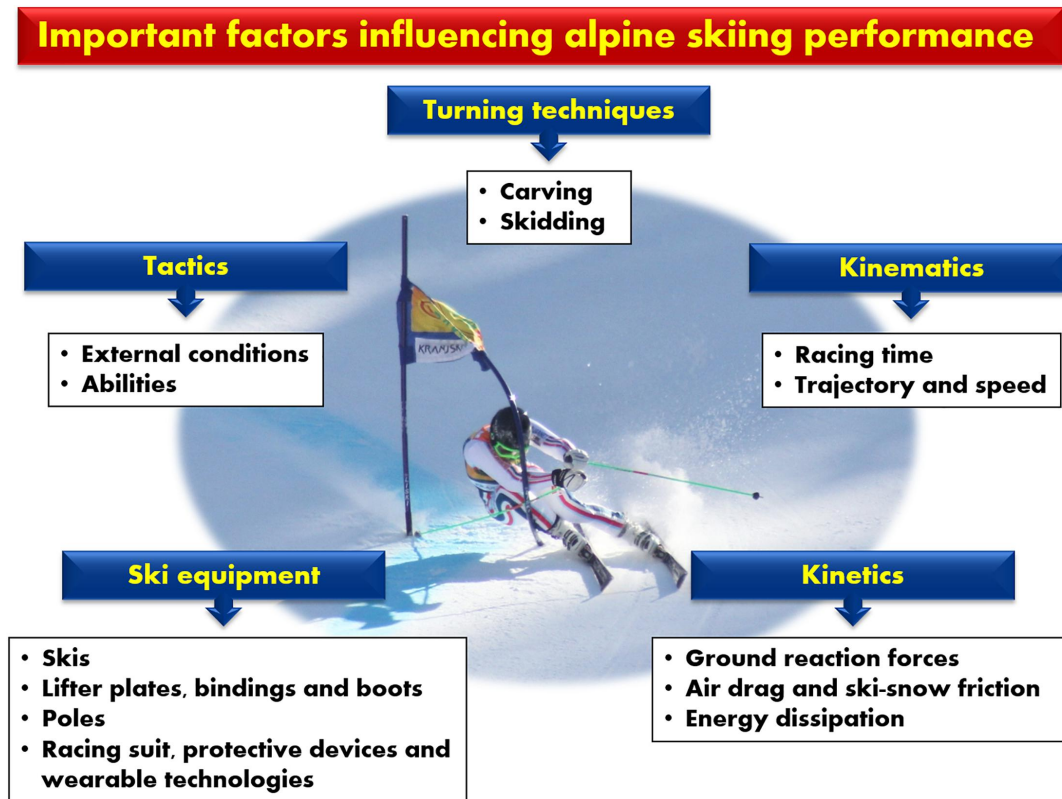 Important factors influencing alpine skiing performance
Turning techniques
• Carving
• Skidding
Tactics
• External conditions
• Abilities
Kinematics
• Racing time
• Trajectory and speed
KRANJSK
Ski equipment
• Skis
• Lifter plates, bindings and boots
• Poles
• Racing suit, protective devices and
wearable technologies
Kinetics
• Ground reaction forces
• Air drag and ski-snow friction
• Energy dissipation